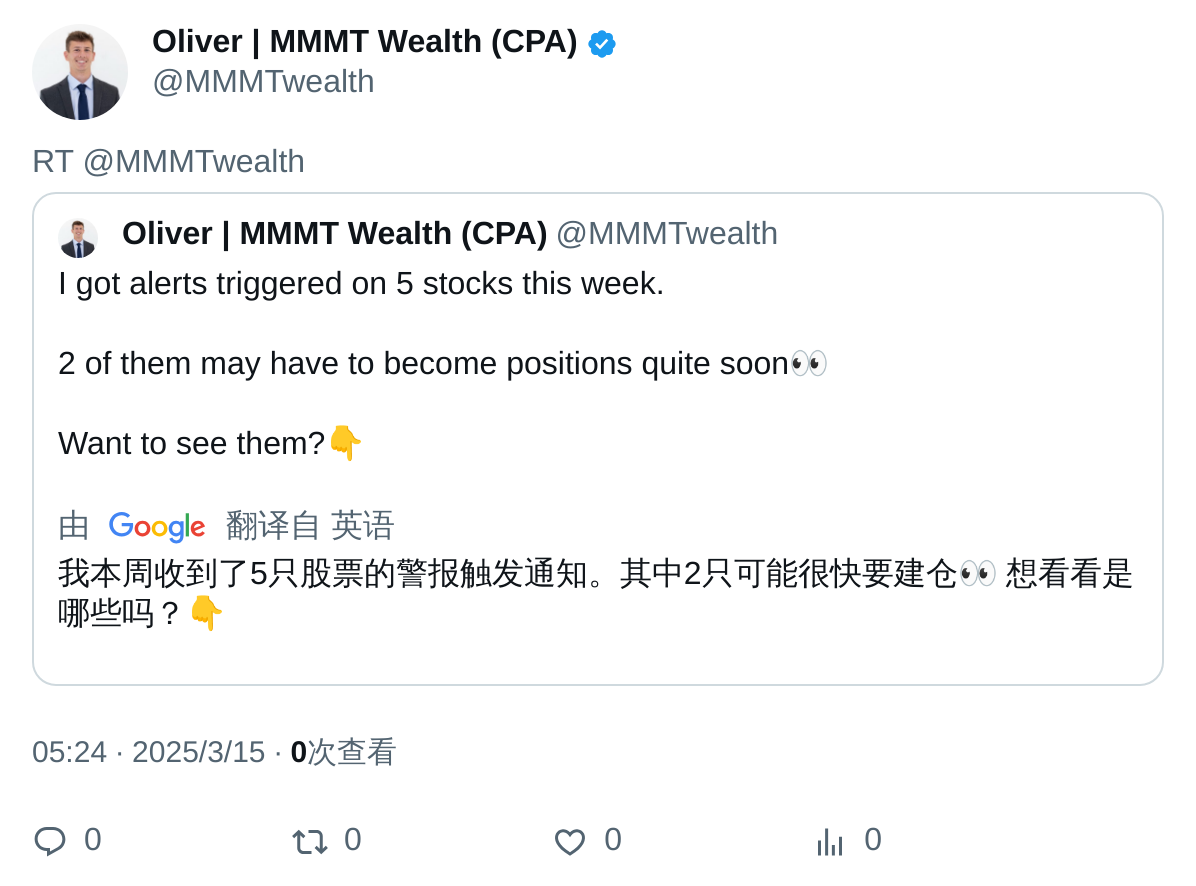 Oliver | MMMT Wealth (CPA)
@MMMTwealth
RT @MMMTwealth
Oliver | MMMT Wealth (CPA) @MMMTwealth
I got alerts triggered on 5 stocks this week.
2 of them may have to become positions quite soon👀
Want to see them?👇
由 Google 翻译自 英语
我本周收到了5只股票的警报触发通知。其中2只可能很快要建仓👀 想看看是
哪些吗？👇
05:24 · 2025/3/15 · 0次查看
0 0 0 0